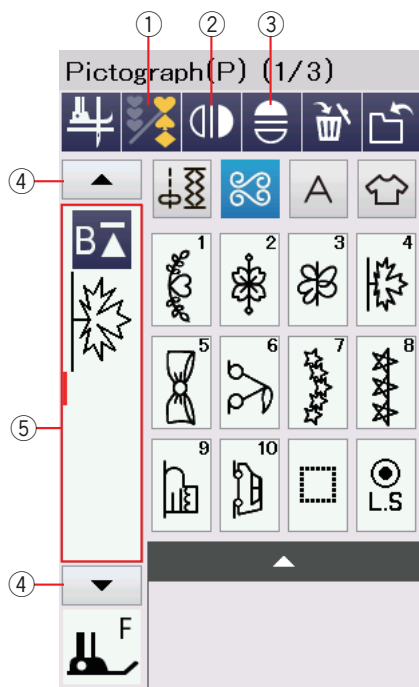 ① ② ③
Pictograph(P) (1/3)
④
A
B
1 2 3 4
5 6 7 8
⑤
9 10
L.S
④
F